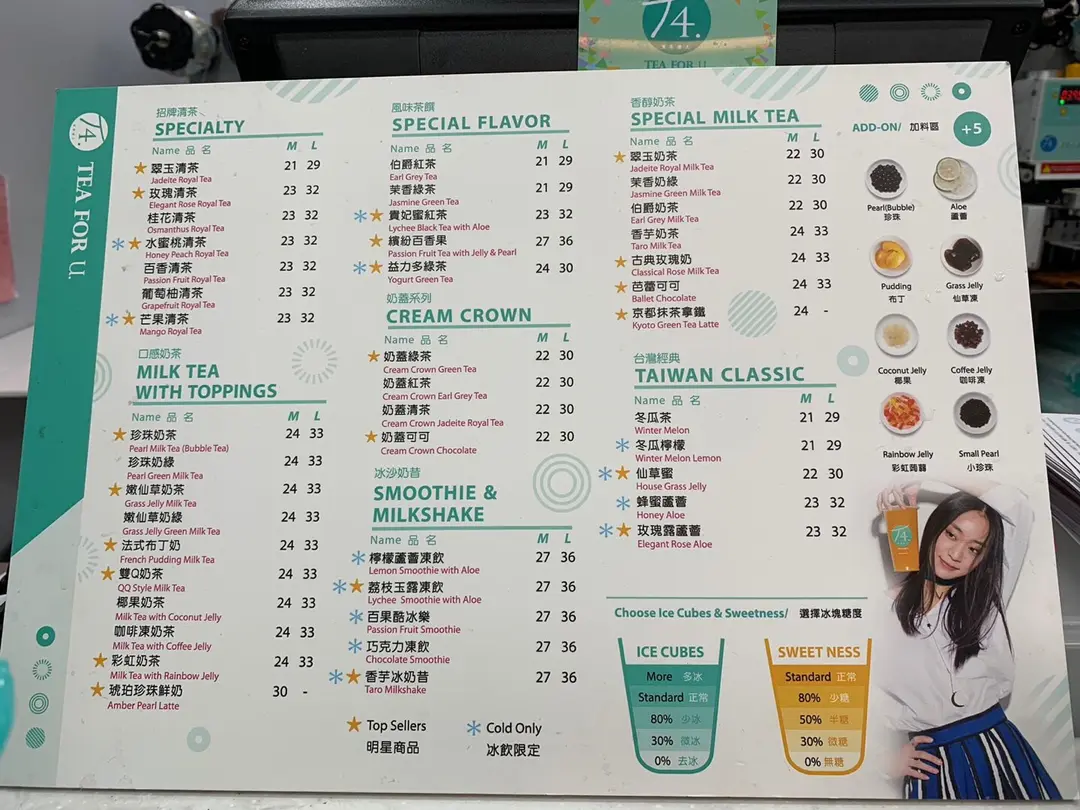 T4.
TEA FOR U.
T4.
TEA FOR U.
招牌清茶
SPECIALTY
Name 品 名 M L
翠玉清茶 21 29
Jadeite Royal Tea
玫瑰清茶 23 32
Elegant Rose Royal Tea
桂花清茶 23 32
Osmanthus Royal Tea
水蜜桃清茶 23 32
Honey Peach Royal Tea
百香清茶 23 32
Passion Fruit Royal Tea
葡萄柚清茶 23 32
Grapefruit Royal Tea
芒果清茶 23 32
Mango Royal Tea
口感奶茶
MILK TEA
WITH TOPPINGS
Name 品 名 M L
珍珠奶茶 24 33
Pearl Milk Tea (Bubble Tea)
珍珠奶綠 24 33
Pearl Green Milk Tea
嫩仙草奶茶 24 33
Grass Jelly Milk Tea
嫩仙草奶綠 24 33
Grass Jelly Green Milk Tea
法式布丁奶 24 33
French Pudding Milk Tea
雙Q奶茶 24 33
QQ Style Milk Tea
椰果奶茶 24 33
Milk Tea with Coconut Jelly
咖啡凍奶茶 24 33
Milk Tea with Coffee Jelly
彩虹奶茶 24 33
Milk Tea with Rainbow Jelly
琥珀珍珠鮮奶 30 -
Amber Pearl Latte
風味茶饌
SPECIAL FLAVOR
Name 品 名 M L
伯爵紅茶 21 29
Earl Grey Tea
茉香綠茶 21 29
Jasmine Green Tea
貴妃蜜紅茶 23 32
Lychee Black Tea with Aloe
繽紛百香果 27 36
Passion Fruit Tea with Jelly & Pearl
益力多綠茶 24 30
Yogurt Green Tea
奶蓋系列
CREAM CROWN
Name 品 名 M L
奶蓋綠茶 22 30
Cream Crown Green Tea
奶蓋紅茶 22 30
Cream Crown Earl Grey Tea
奶蓋清茶 22 30
Cream Crown Jadeite Royal Tea
奶蓋可可 22 30
Cream Crown Chocolate
冰沙奶昔
SMOOTHIE &
MILKSHAKE
Name 品 名 M L
檸檬蘆薈凍飲 27 36
Lemon Smoothie with Aloe
荔枝玉露凍飲 27 36
Lychee Smoothie with Aloe
百果酷冰樂 27 36
Passion Fruit Smoothie
巧克力凍飲 27 36
Chocolate Smoothie
香芋冰奶昔 27 36
Taro Milkshake
Top Sellers
明星商品
Cold Only
冰飲限定
香醇奶茶
SPECIAL MILK TEA
Name 品 名 M L
翠玉奶茶 22 30
Jadeite Royal Milk Tea
茉香奶綠 22 30
Jasmine Green Milk Tea
伯爵奶茶 22 30
Earl Grey Milk Tea
香芋奶茶 24 33
Taro Milk Tea
古典玫瑰奶 24 33
Classical Rose Milk Tea
芭蕾可可 24 33
Ballet Chocolate
京都抹茶拿鐵 24 -
Kyoto Green Tea Latte
台灣經典
TAIWAN CLASSIC
Name 品 名 M L
冬瓜茶 21 29
Winter Melon
冬瓜檸檬 21 29
Winter Melon Lemon
仙草蜜 22 30
House Grass Jelly
蜂蜜蘆薈 23 32
Honey Aloe
玫瑰露蘆薈 23 32
Elegant Rose Aloe
Choose Ice Cubes & Sweetness/ 選擇冰塊糖度
ICE CUBES
More 多冰
Standard 正常
80% 少冰
30% 微冰
0% 去冰
SWEET NESS
Standard 正常
80% 少糖
50% 半糖
30% 微糖
0% 無糖
ADD-ON/ 加料區 +5
Pearl(Bubble)
珍珠
Aloe
蘆薈
Pudding
布丁
Grass Jelly
仙草凍
Coconut Jelly
椰果
Coffee Jelly
咖啡凍
Rainbow Jelly
彩虹蒟蒻
Small Pearl
小珍珠
T4.